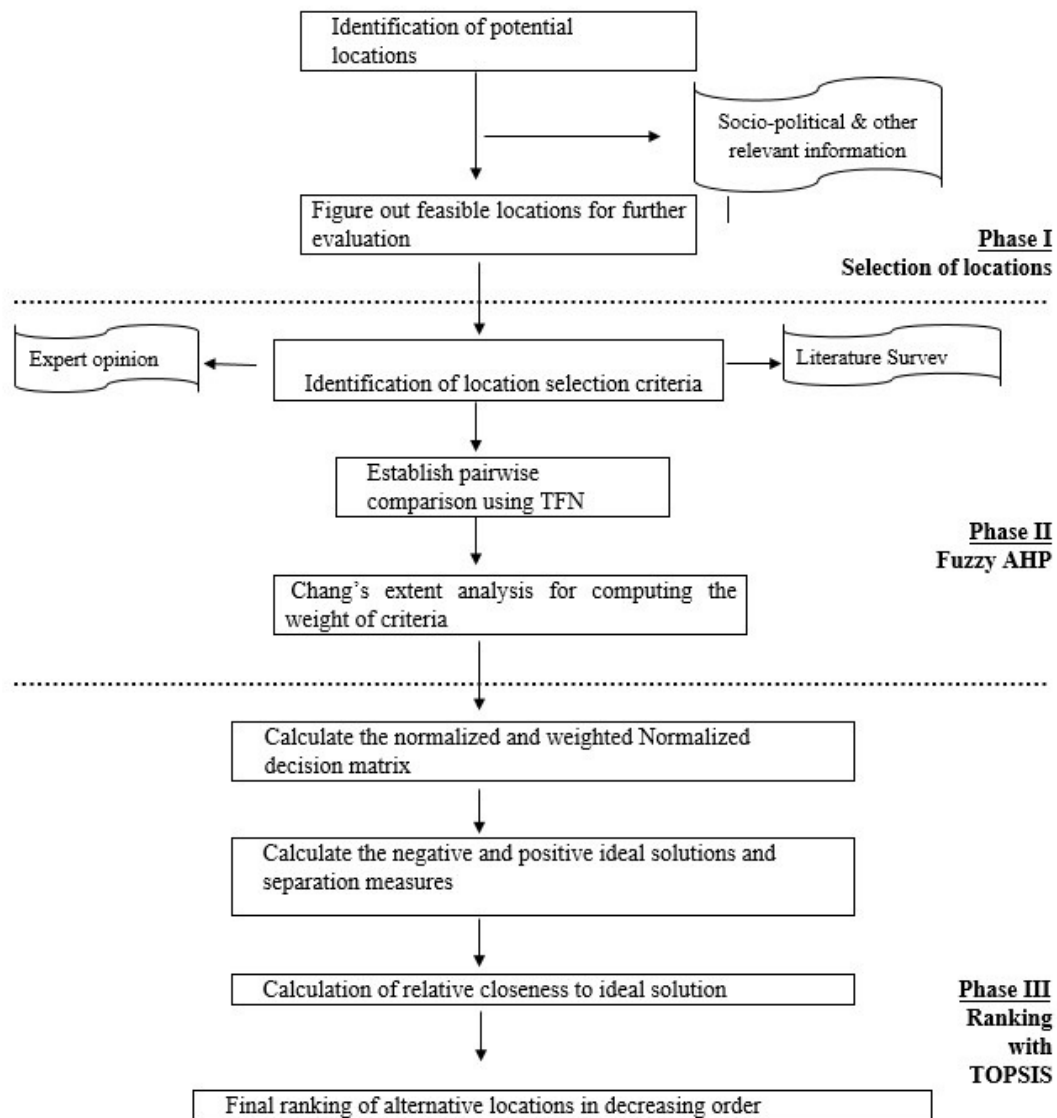 Identification of potential
locations
Socio-political & other
relevant information
Figure out feasible locations for further
evaluation
Phase I
Selection of locations
Expert opinion
Identification of location selection criteria
Literature Survev
Establish pairwise
comparison using TFN
Phase II
Fuzzy AHP
Chang's extent analysis for computing the
weight of criteria
Calculate the normalized and weighted Normalized
decision matrix
Calculate the negative and positive ideal solutions and
separation measures
Calculation of relative closeness to ideal solution
Phase III
Ranking
with
TOPSIS
Final ranking of alternative locations in decreasing order